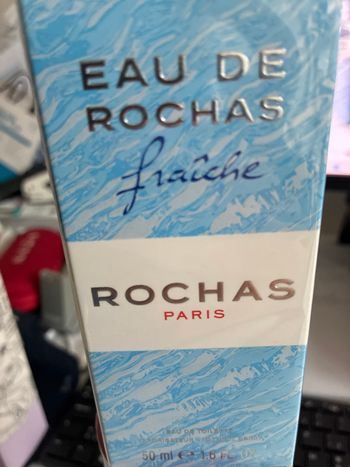 EAU DE
ROCHAS
fraîche
ROCHAS
PARIS
EAU DE TOILETTE
50 ml ℮ 1.6 FL. OZ